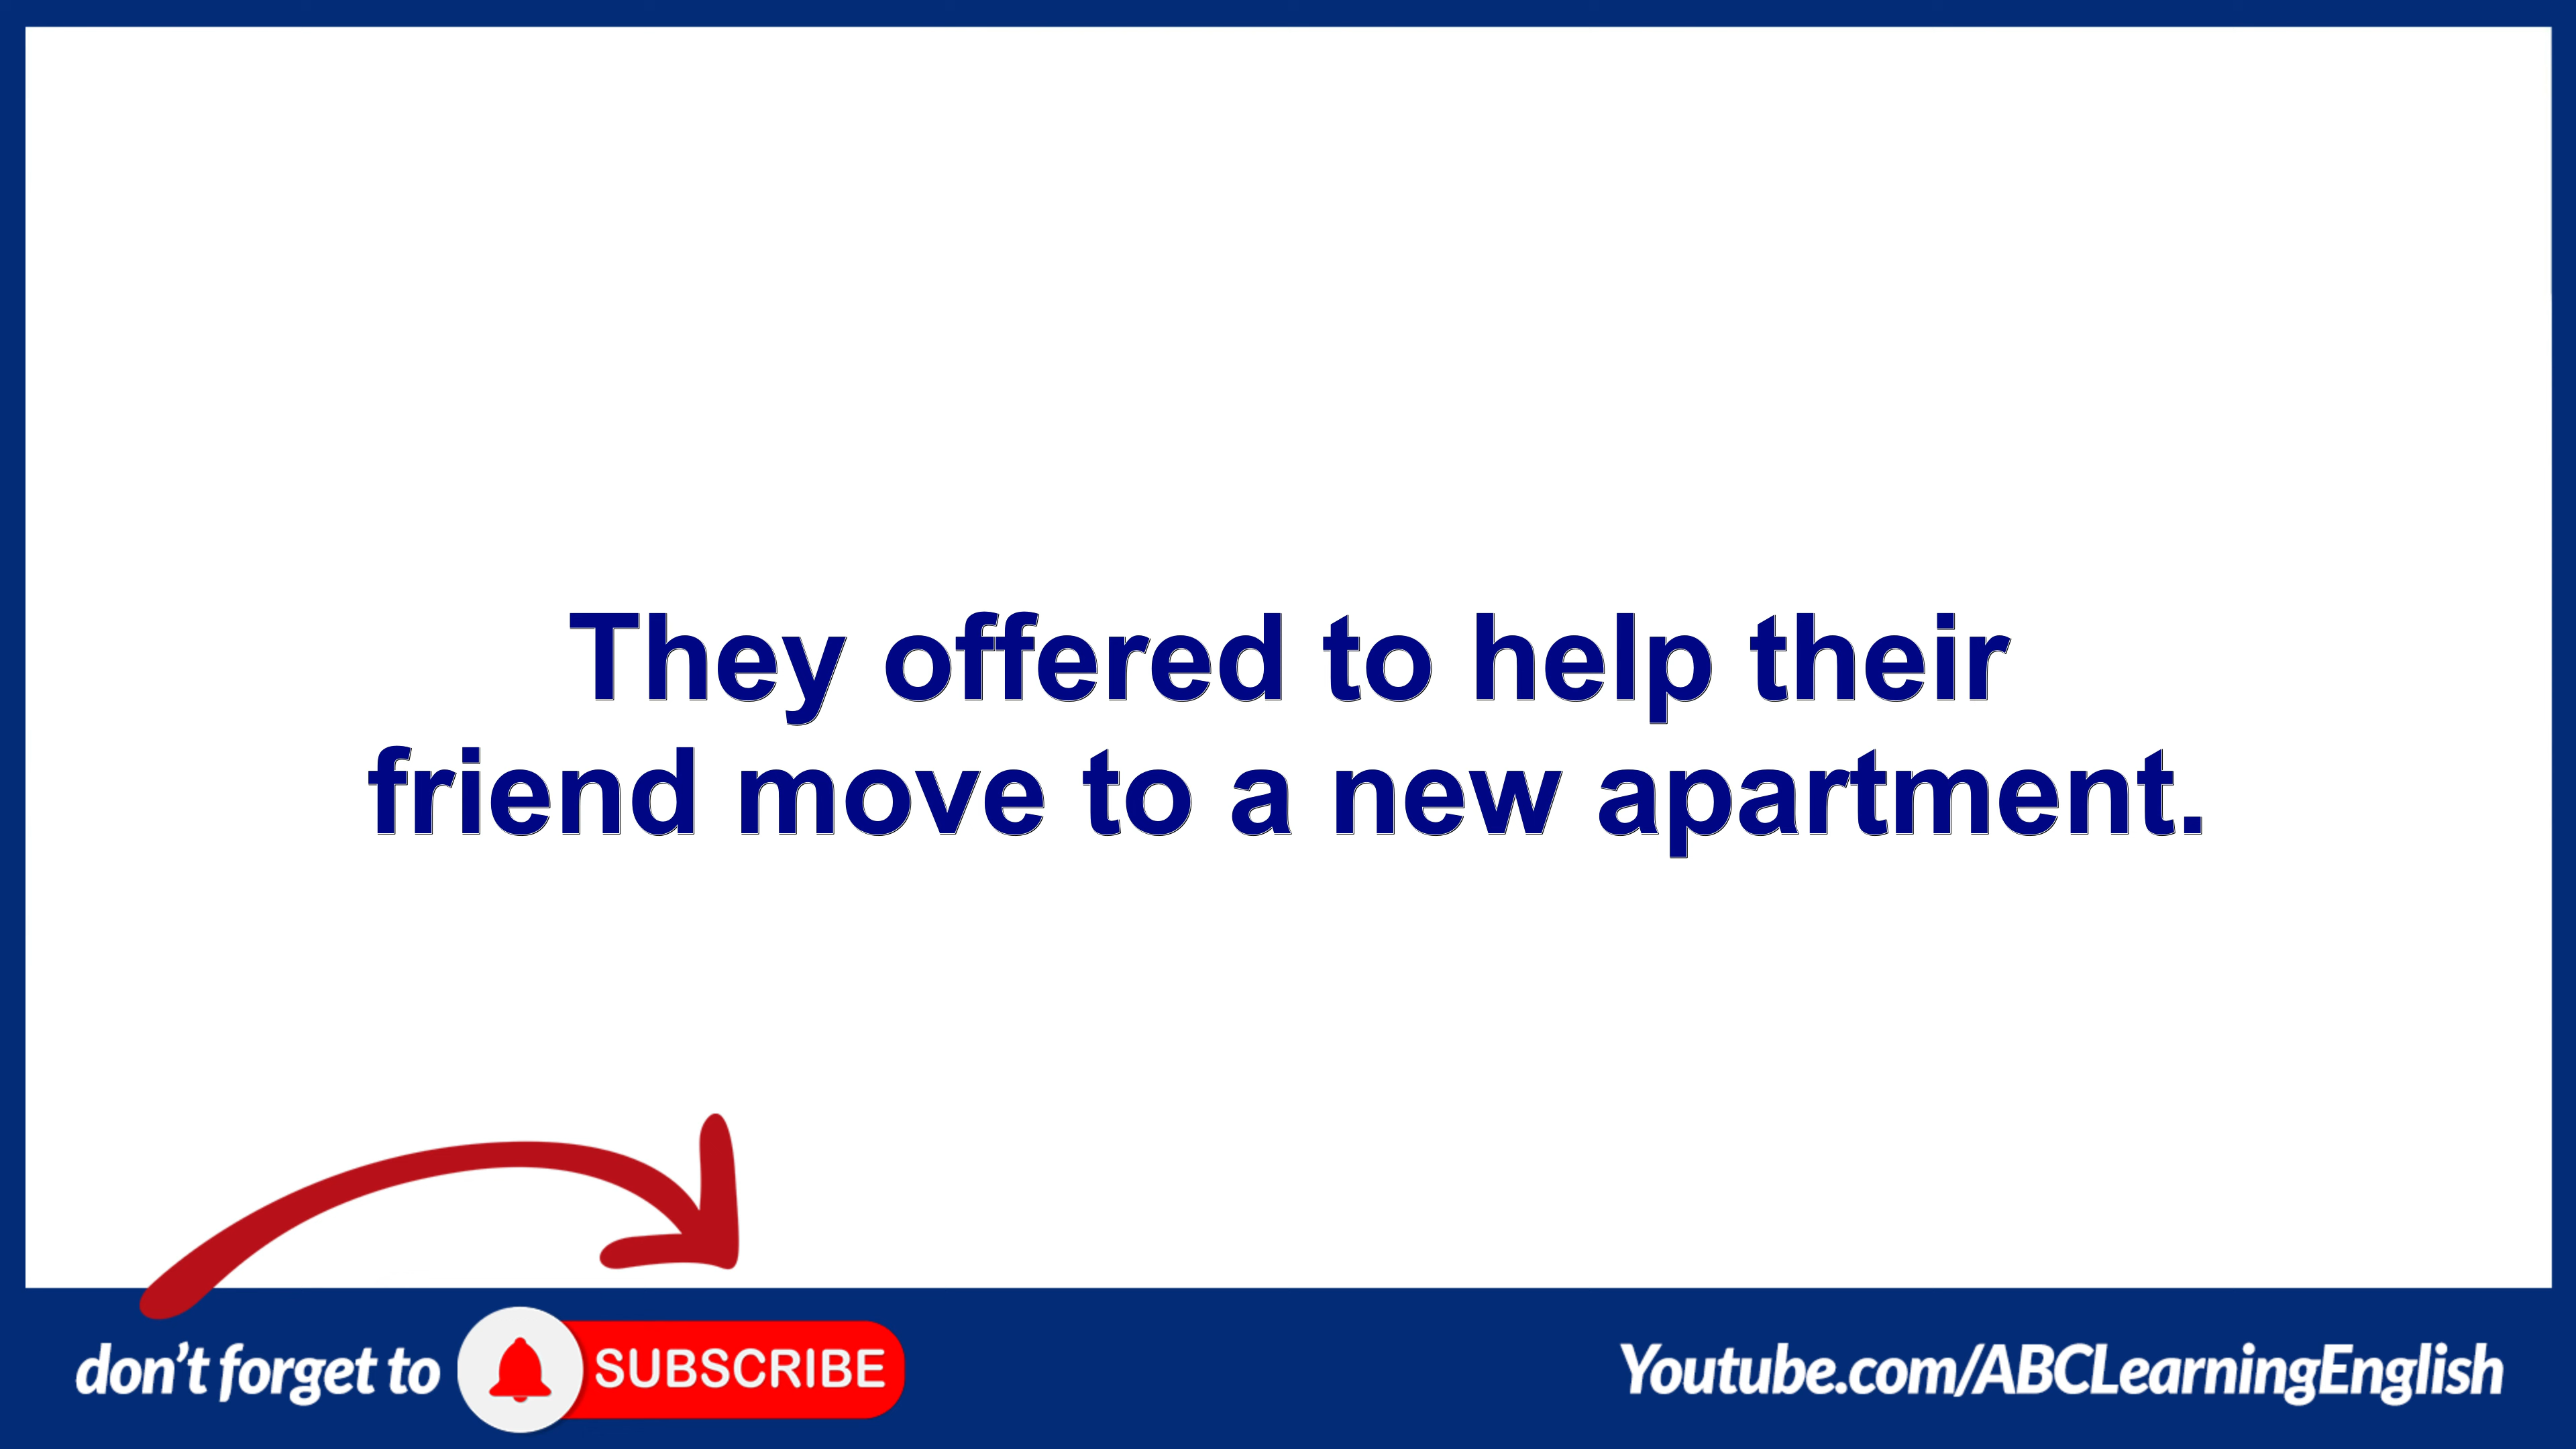 They offered to help their
friend move to a new apartment.
don't forget to SUBSCRIBE
Youtube.com/ABCLearningEnglish